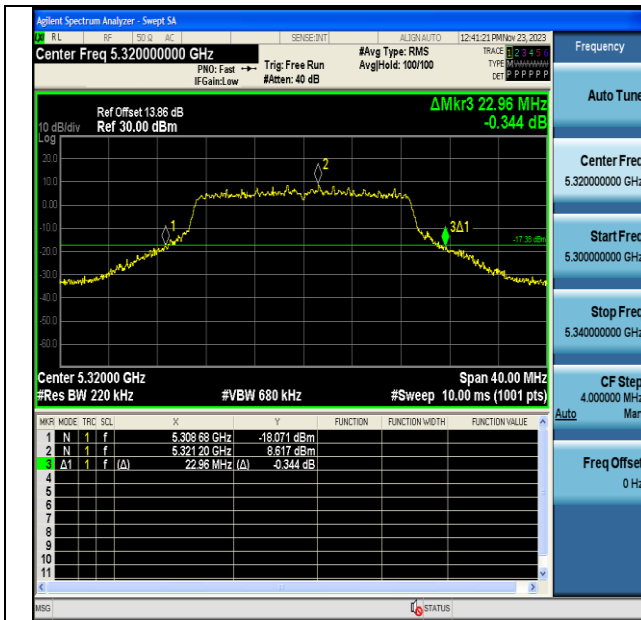 Agilent Spectrum Analyzer - Swept SA
RL RF 50 Ω AC SENSE:INT ALIGN AUTO 12:41:21 PM Nov 23, 2023
Center Freq 5.320000000 GHz #Avg Type: RMS TRACE 1 2 3 4 5 6
PNO: Fast Trig: Free Run Avg|Hold: 100/100 TYPE M
IFGain:Low #Atten: 40 dB DET P P P P P P
ΔMkr3 22.96 MHz
-0.344 dB
Ref Offset 13.86 dB
10 dB/div Ref 30.00 dBm
Log
20.0
10.0
0.00
-10.0
-20.0
-30.0
-40.0
-50.0
-60.0
1
2
3Δ1
-17.38 dBm
Center 5.32000 GHz Span 40.00 MHz
#Res BW 220 kHz #VBW 680 kHz #Sweep 10.00 ms (1001 pts)
MKR MODE TRC SCL X Y FUNCTION FUNCTION WIDTH FUNCTION VALUE
1 N 1 f 5.308 68 GHz -18.071 dBm
2 N 1 f 5.321 20 GHz 8.617 dBm
3 Δ1 1 f (Δ) 22.96 MHz (Δ) -0.344 dB
4
5
6
7
8
9
10
11
MSG STATUS
Frequency
Auto Tune
Center Freq
5.320000000 GHz
Start Freq
5.300000000 GHz
Stop Freq
5.340000000 GHz
CF Step
4.000000 MHz
Auto Man
Freq Offset
0 Hz